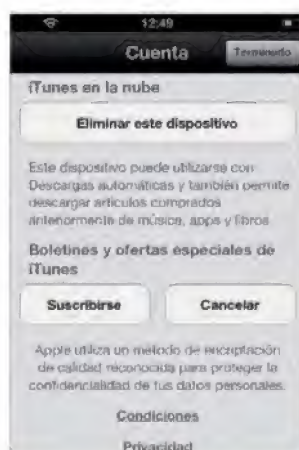 12:49
Cuenta Terminado
iTunes en la nube
Eliminar este dispositivo
Este dispositivo puede utilizarse con
Descargas automáticas y también permite
descargar artículos comprados
anteriormente de música, apps y libros.
Boletines y ofertas especiales de
iTunes
Suscribirse Cancelar
Apple utiliza un método de encriptación
de calidad reconocida para proteger la
confidencialidad de tus datos personales.
Condiciones
Privacidad